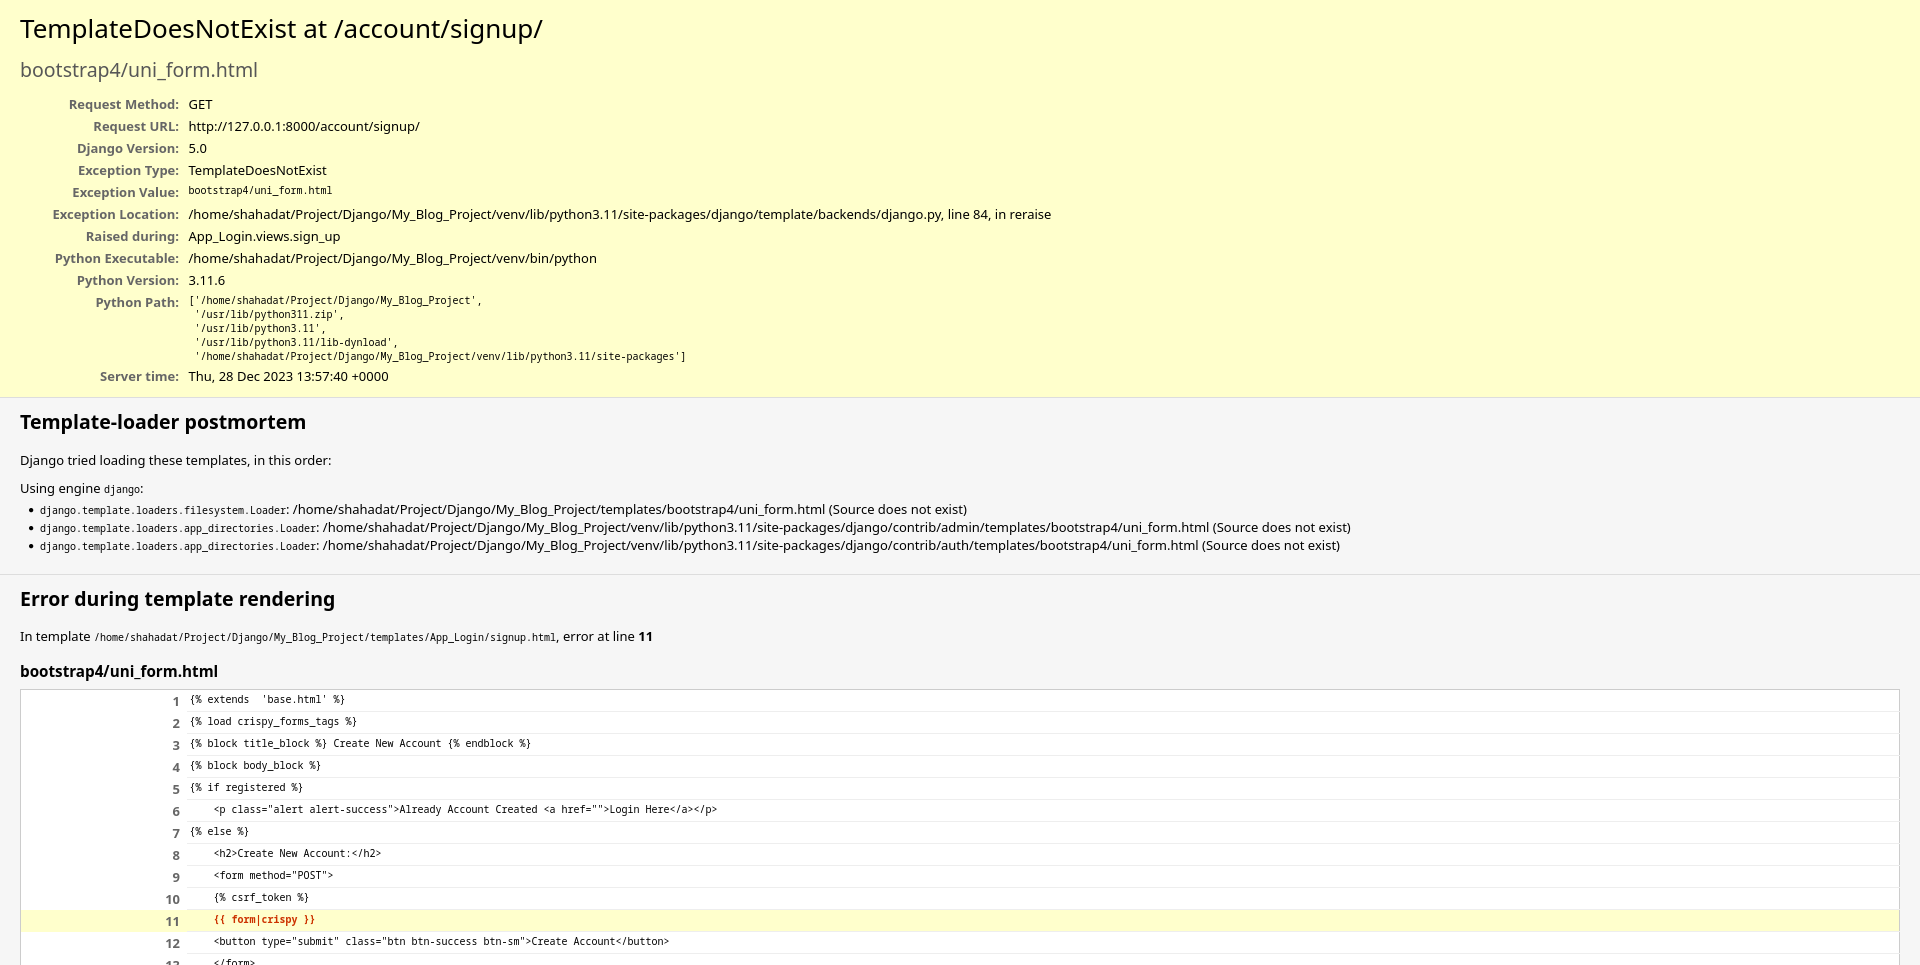 TemplateDoesNotExist at /account/signup/
bootstrap4/uni_form.html
Request Method: GET
Request URL: http://127.0.0.1:8000/account/signup/
Django Version: 5.0
Exception Type: TemplateDoesNotExist
Exception Value: bootstrap4/uni_form.html
Exception Location: /home/shahadat/Project/Django/My_Blog_Project/venv/lib/python3.11/site-packages/django/template/backends/django.py, line 84, in reraise
Raised during: App_Login.views.sign_up
Python Executable: /home/shahadat/Project/Django/My_Blog_Project/venv/bin/python
Python Version: 3.11.6
Python Path: ['/home/shahadat/Project/Django/My_Blog_Project',
'/usr/lib/python311.zip',
'/usr/lib/python3.11',
'/usr/lib/python3.11/lib-dynload',
'/home/shahadat/Project/Django/My_Blog_Project/venv/lib/python3.11/site-packages']
Server time: Thu, 28 Dec 2023 13:57:40 +0000
Template-loader postmortem
Django tried loading these templates, in this order:
Using engine django:
• django.template.loaders.filesystem.Loader: /home/shahadat/Project/Django/My_Blog_Project/templates/bootstrap4/uni_form.html (Source does not exist)
• django.template.loaders.app_directories.Loader: /home/shahadat/Project/Django/My_Blog_Project/venv/lib/python3.11/site-packages/django/contrib/admin/templates/bootstrap4/uni_form.html (Source does not exist)
• django.template.loaders.app_directories.Loader: /home/shahadat/Project/Django/My_Blog_Project/venv/lib/python3.11/site-packages/django/contrib/auth/templates/bootstrap4/uni_form.html (Source does not exist)
Error during template rendering
In template /home/shahadat/Project/Django/My_Blog_Project/templates/App_Login/signup.html, error at line 11
bootstrap4/uni_form.html
1 {% extends  'base.html' %}
2 {% load crispy_forms_tags %}
3 {% block title_block %} Create New Account {% endblock %}
4 {% block body_block %}
5 {% if registered %}
6     <p class="alert alert-success">Already Account Created <a href="">Login Here</a></p>
7 {% else %}
8     <h2>Create New Account:</h2>
9     <form method="POST">
10     {% csrf_token %}
11     {{ form|crispy }}
12     <button type="submit" class="btn btn-success btn-sm">Create Account</button>
13     </form>